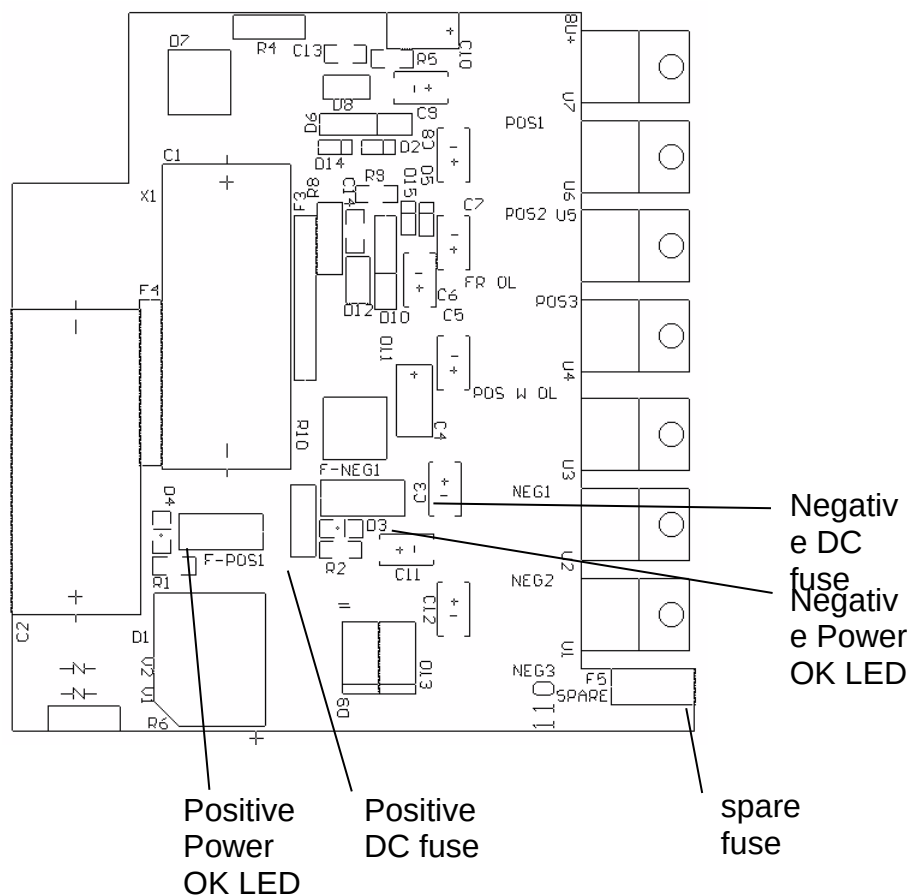 R4
C13
R5
C10
8U+
D7
U8
C9
U7
D6
POS1
D14
D2
C8
C1
X1
R9
D15
D5
U6
F3
R8
C14
C7
POS2
U5
FR OL
F4
C6
POS3
D12
D10
C5
D11
U4
POS W OL
C4
R10
U3
F-NEG1
C3
NEG1
D4
D3
F-POS1
R2
C11
U2
R1
NEG2
C12
C2
D1
V2
U1
V1
NEG3
F5
SPARE
D9
D13
R6
110
Negativ
e DC
fuse
Negativ
e Power
OK LED
Positive
Power
OK LED
Positive
DC fuse
spare
fuse